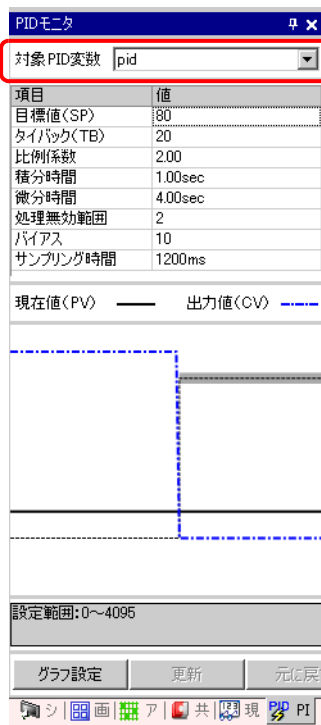 PIDモニタ
対象PID変数 pid
項目 値
目標値(SP) 80
タイバック(TB) 20
比例係数 2.00
積分時間 1.00sec
微分時間 4.00sec
処理無効範囲 2
バイアス 10
サンプリング時間 1200ms
現在値(PV) 出力値(CV)
設定範囲:0～4095
グラフ設定 更新 元に戻
シ 画 ア 共 現 PID PI